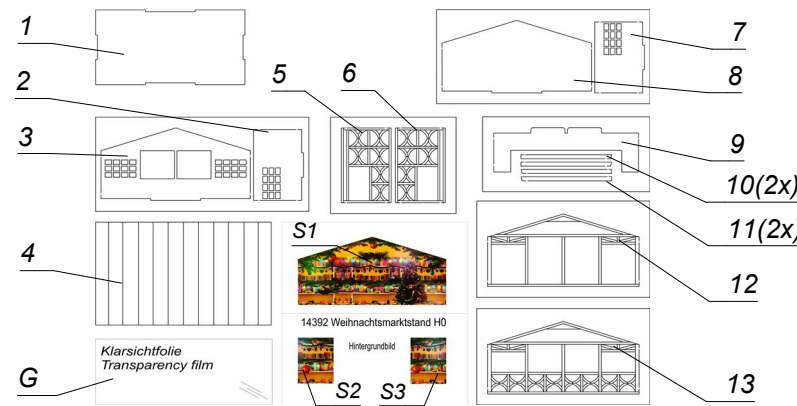 1
2
3
4
G
5
6
7
8
9
10(2x)
11(2x)
12
13
S1
14392 Weihnachtsmarktstand H0
Hintergrundbild
S2
S3
Klarsichtfolie
Transparency film